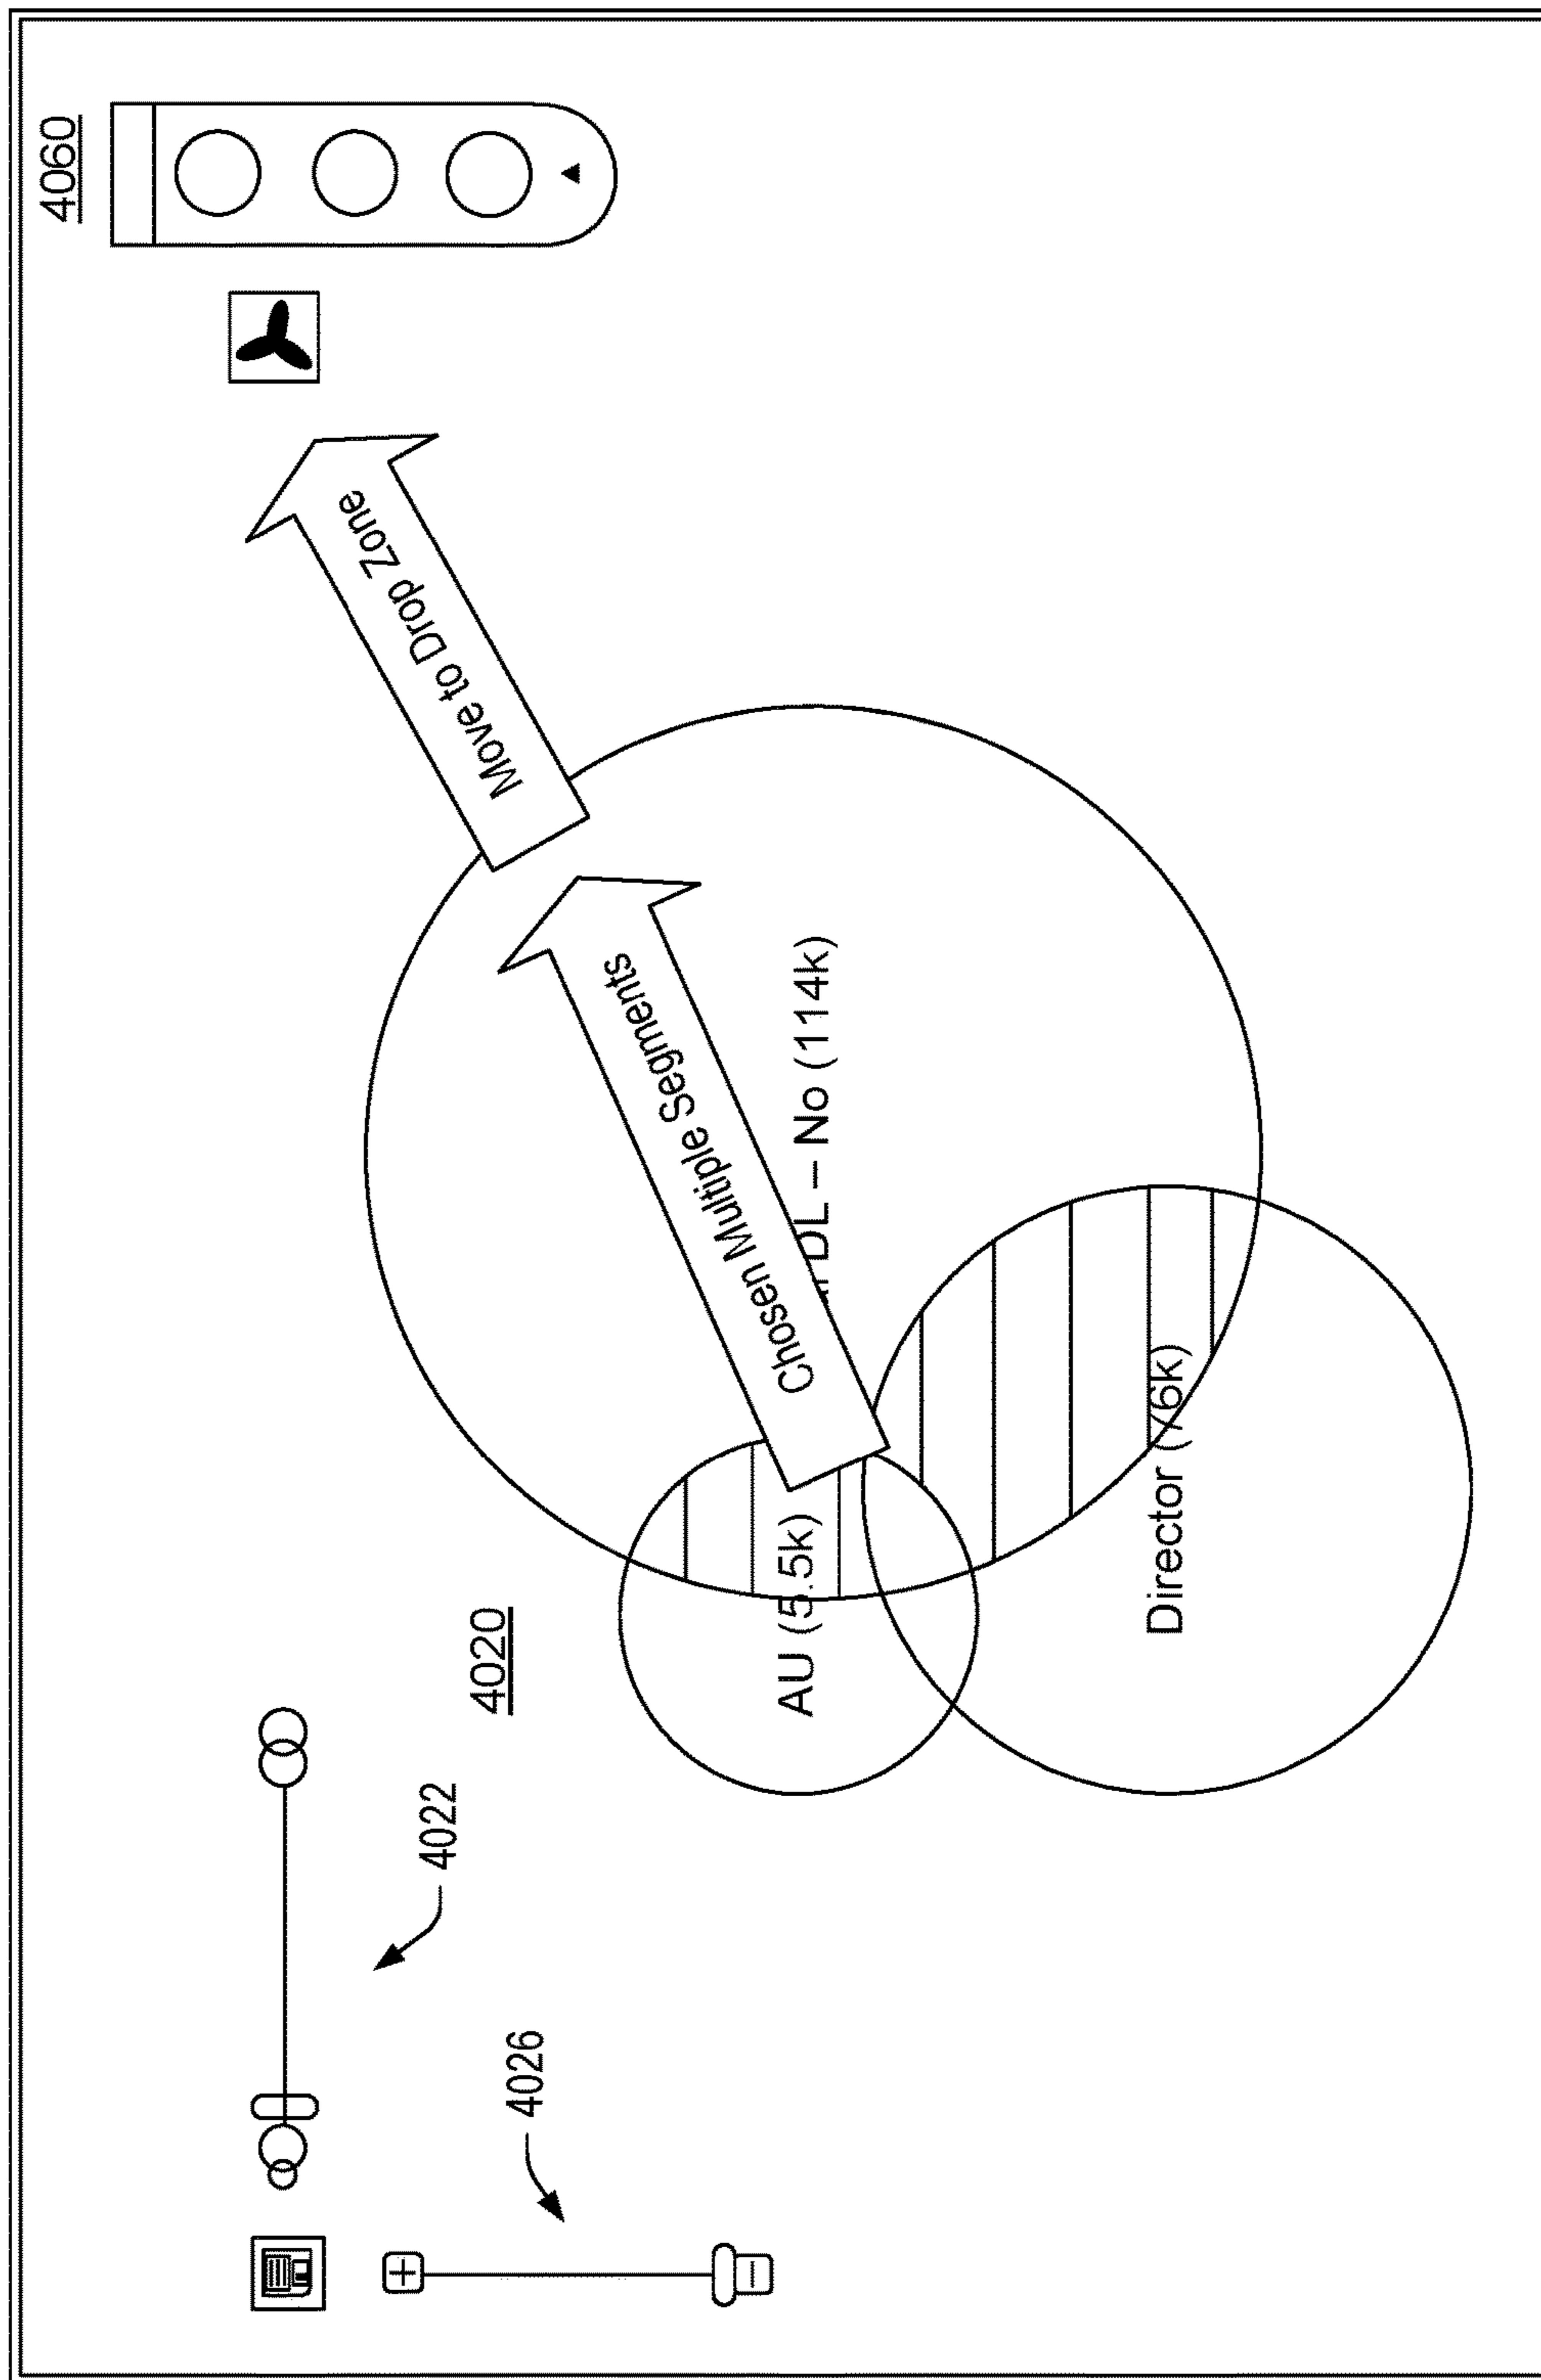 4060
Move to Drop Zone
4022
4020
Chosen Multiple Segments
4026
AU (5.5k)
DL – No (114k)
Director (76k)